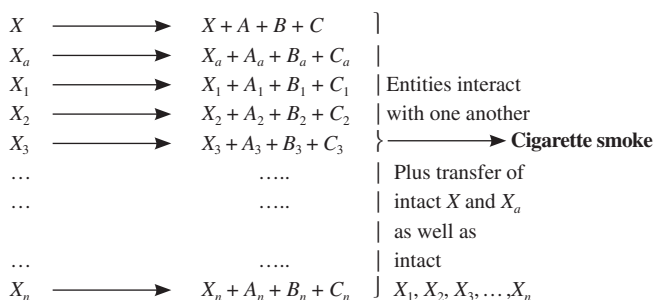 X ⟶ X + A + B + C ⎫
Xₐ ⟶ Xₐ + Aₐ + Bₐ + Cₐ |
X₁ ⟶ X₁ + A₁ + B₁ + C₁ | Entities interact
X₂ ⟶ X₂ + A₂ + B₂ + C₂ | with one another
X₃ ⟶ X₃ + A₃ + B₃ + C₃ } ⟶ Cigarette smoke
… ….. | Plus transfer of
… ….. | intact X and Xₐ
| as well as
… ….. | intact
Xₙ ⟶ Xₙ + Aₙ + Bₙ + Cₙ ⎭ X₁, X₂, X₃, … ,Xₙ